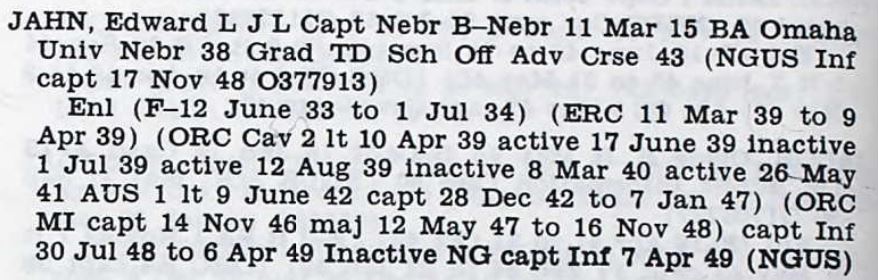 JAHN, Edward L J L Capt Nebr B–Nebr 11 Mar 15 BA Omaha
Univ Nebr 38 Grad TD Sch Off Adv Crse 43 (NGUS Inf
capt 17 Nov 48 O377913)
Enl (F–12 June 33 to 1 Jul 34) (ERC 11 Mar 39 to 9
Apr 39) (ORC Cav 2 lt 10 Apr 39 active 17 June 39 inactive
1 Jul 39 active 12 Aug 39 inactive 8 Mar 40 active 26 May
41 AUS 1 lt 9 June 42 capt 28 Dec 42 to 7 Jan 47) (ORC
MI capt 14 Nov 46 maj 12 May 47 to 16 Nov 48) capt Inf
30 Jul 48 to 6 Apr 49 Inactive NG capt Inf 7 Apr 49 (NGUS)